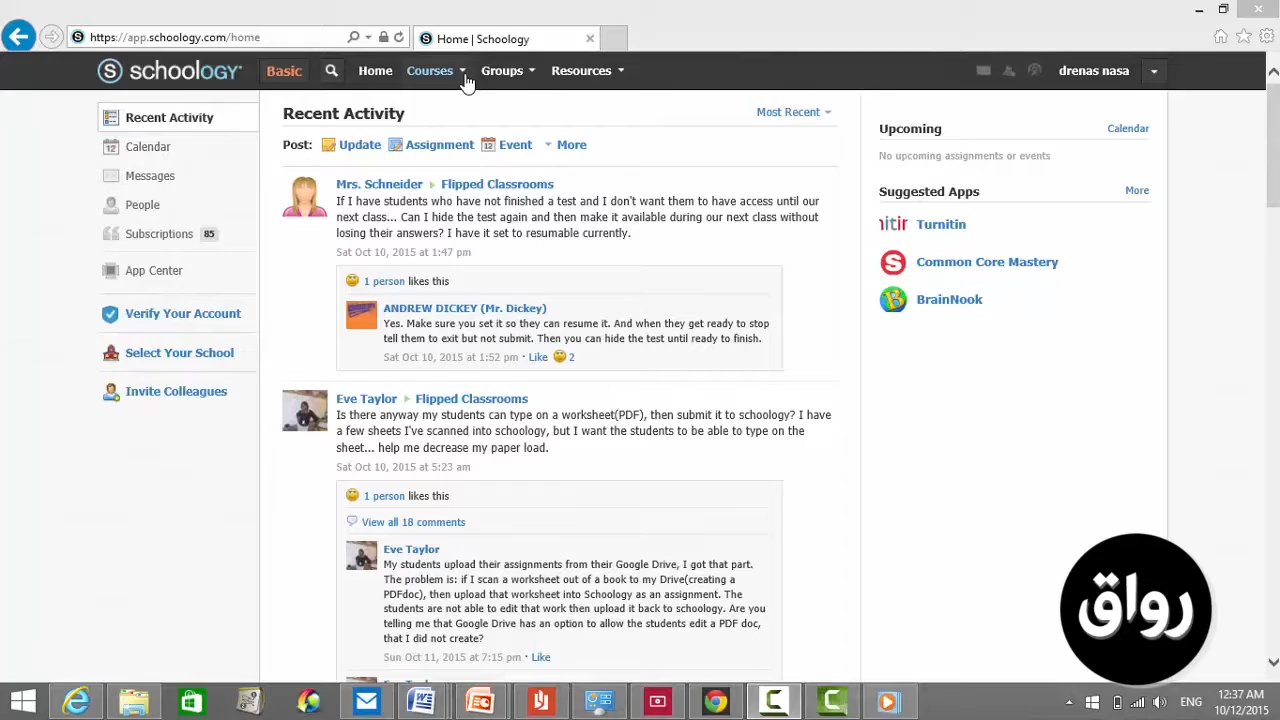 https://app.schoology.com/home
Home | Schoology
S schoology
Basic
Home
Courses
Groups
Resources
drenas nasa
Recent Activity
Calendar
Messages
People
Subscriptions 85
App Center
Verify Your Account
Select Your School
Invite Colleagues
Recent Activity
Most Recent
Post: Update Assignment 12 Event More
Mrs. Schneider Flipped Classrooms
If I have students who have not finished a test and I don't want them to have access until our
next class... Can I hide the test again and then make it available during our next class without
losing their answers? I have it set to resumable currently.
Sat Oct 10, 2015 at 1:47 pm
1 person likes this
ANDREW DICKEY (Mr. Dickey)
Yes. Make sure you set it so they can resume it. And when they get ready to stop
tell them to exit but not submit. Then you can hide the test until ready to finish.
Sat Oct 10, 2015 at 1:52 pm · Like 2
Eve Taylor Flipped Classrooms
Is there anyway my students can type on a worksheet(PDF), then submit it to schoology? I have
a few sheets I've scanned into schoology, but I want the students to be able to type on the
sheet... help me decrease my paper load.
Sat Oct 10, 2015 at 5:23 am
1 person likes this
View all 18 comments
Eve Taylor
My students upload their assignments from their Google Drive, I got that part.
The problem is: if I scan a worksheet out of a book to my Drive(creating a
PDFdoc), then upload that worksheet into Schoology as an assignment. The
students are not able to edit that work then upload it back to schoology. Are you
telling me that Google Drive has an option to allow the students edit a PDF doc,
that I did not create?
Sun Oct 11, 2015 at 7:15 pm · Like
Upcoming
Calendar
No upcoming assignments or events
Suggested Apps
More
Turnitin
Common Core Mastery
BrainNook
رواق
ENG
12:37 AM
10/12/2015